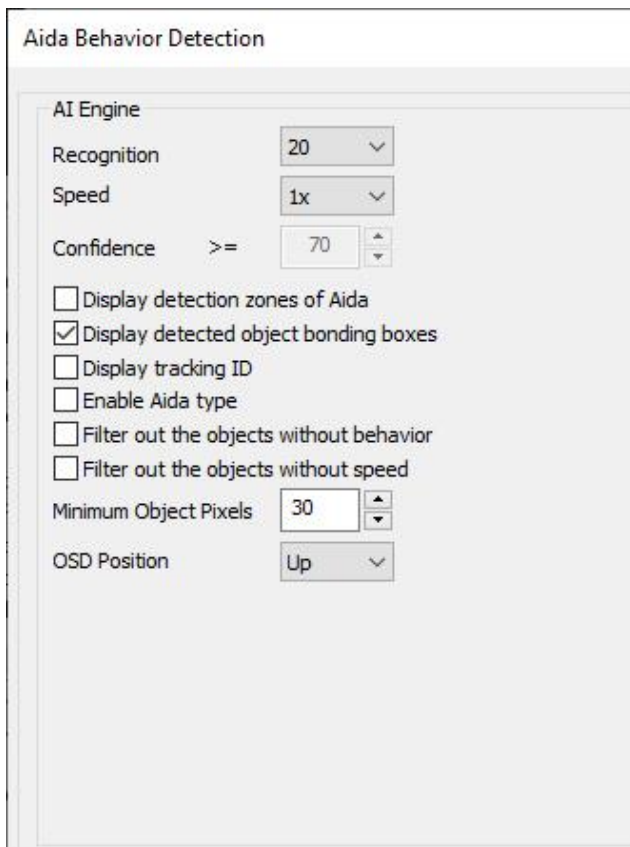 Aida Behavior Detection
AI Engine
Recognition 20
Speed 1x
Confidence >= 70
Display detection zones of Aida
Display detected object bonding boxes
Display tracking ID
Enable Aida type
Filter out the objects without behavior
Filter out the objects without speed
Minimum Object Pixels 30
OSD Position Up